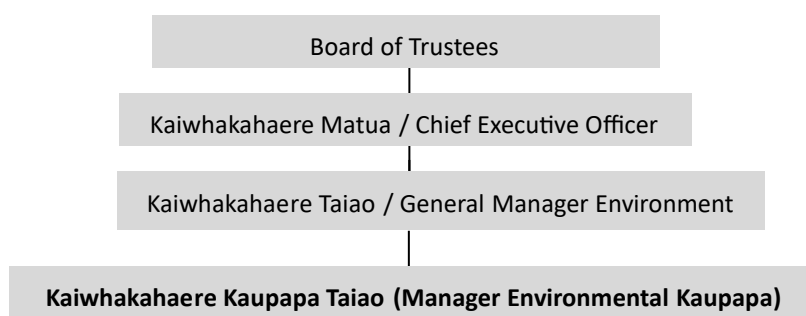 Board of Trustees
Kaiwhakahaere Matua / Chief Executive Officer
Kaiwhakahaere Taiao / General Manager Environment
Kaiwhakahaere Kaupapa Taiao (Manager Environmental Kaupapa)